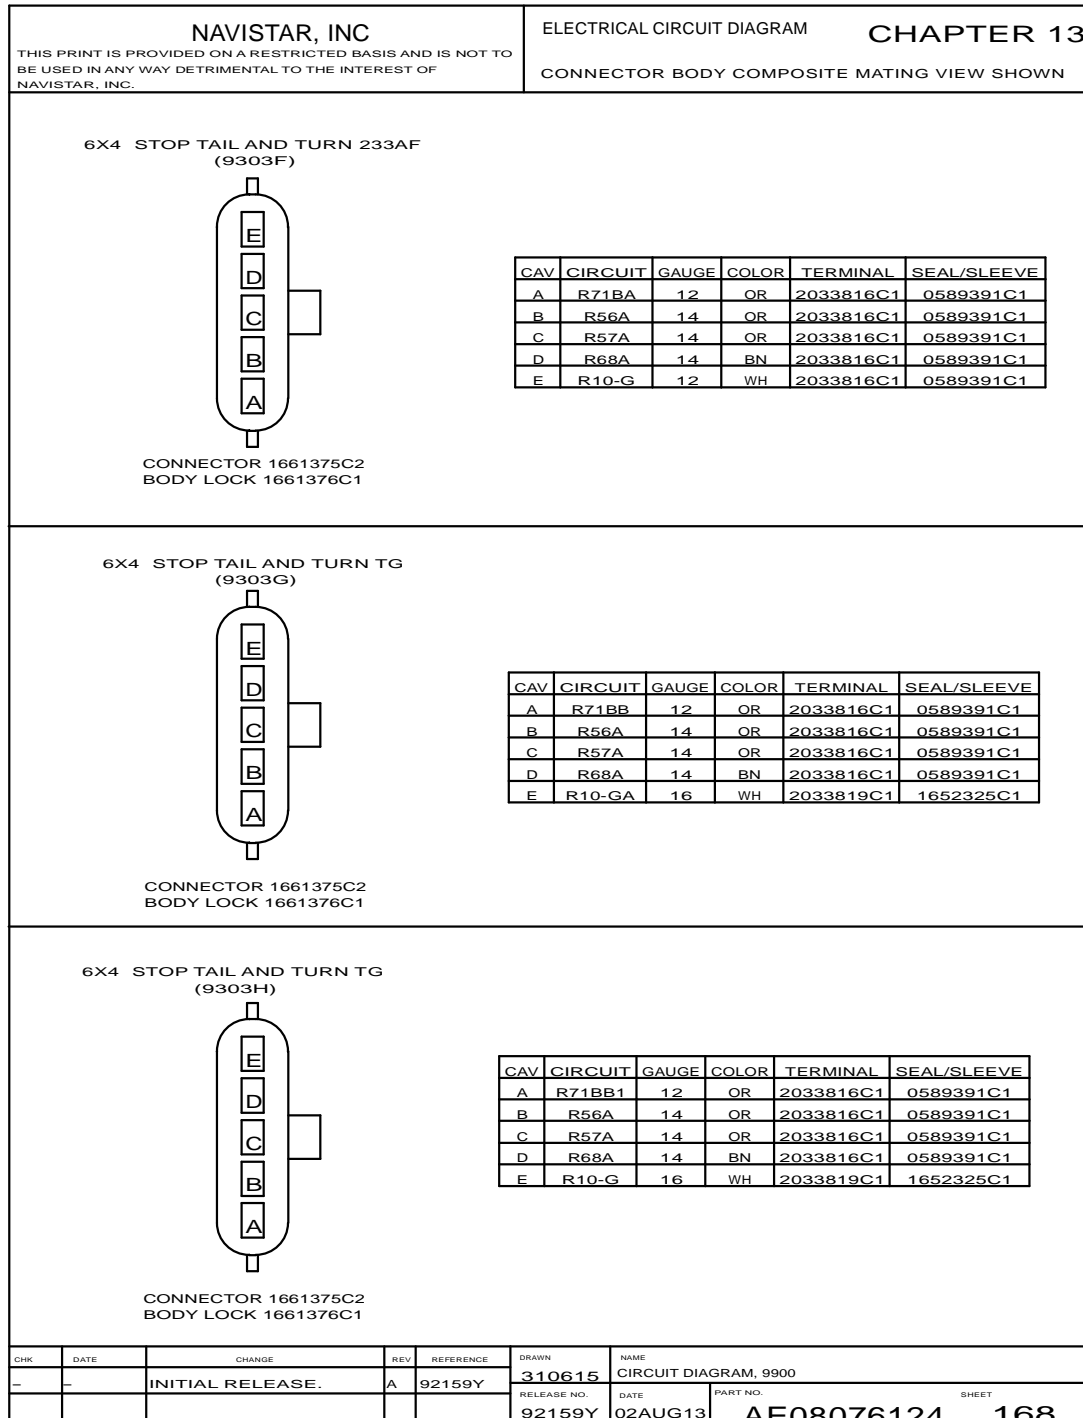 NAVISTAR, INC
THIS PRINT IS PROVIDED ON A RESTRICTED BASIS AND IS NOT TO
BE USED IN ANY WAY DETRIMENTAL TO THE INTEREST OF
NAVISTAR, INC.
ELECTRICAL CIRCUIT DIAGRAM CHAPTER 13
CONNECTOR BODY COMPOSITE MATING VIEW SHOWN
6X4 STOP TAIL AND TURN 233AF
(9303F)
E
D
C
B
A
CONNECTOR 1661375C2
BODY LOCK 1661376C1
CAV CIRCUIT GAUGE COLOR TERMINAL SEAL/SLEEVE
A R71BA 12 OR 2033816C1 0589391C1
B R56A 14 OR 2033816C1 0589391C1
C R57A 14 OR 2033816C1 0589391C1
D R68A 14 BN 2033816C1 0589391C1
E R10-G 12 WH 2033816C1 0589391C1
6X4 STOP TAIL AND TURN TG
(9303G)
E
D
C
B
A
CONNECTOR 1661375C2
BODY LOCK 1661376C1
CAV CIRCUIT GAUGE COLOR TERMINAL SEAL/SLEEVE
A R71BB 12 OR 2033816C1 0589391C1
B R56A 14 OR 2033816C1 0589391C1
C R57A 14 OR 2033816C1 0589391C1
D R68A 14 BN 2033816C1 0589391C1
E R10-GA 16 WH 2033819C1 1652325C1
6X4 STOP TAIL AND TURN TG
(9303H)
E
D
C
B
A
CONNECTOR 1661375C2
BODY LOCK 1661376C1
CAV CIRCUIT GAUGE COLOR TERMINAL SEAL/SLEEVE
A R71BB1 12 OR 2033816C1 0589391C1
B R56A 14 OR 2033816C1 0589391C1
C R57A 14 OR 2033816C1 0589391C1
D R68A 14 BN 2033816C1 0589391C1
E R10-G 16 WH 2033819C1 1652325C1
CHK DATE CHANGE REV REFERENCE
– – INITIAL RELEASE. A 92159Y
DRAWN
310615
NAME
CIRCUIT DIAGRAM, 9900
RELEASE NO.
92159Y
DATE
02AUG13
PART NO.
AF08076124
SHEET
168